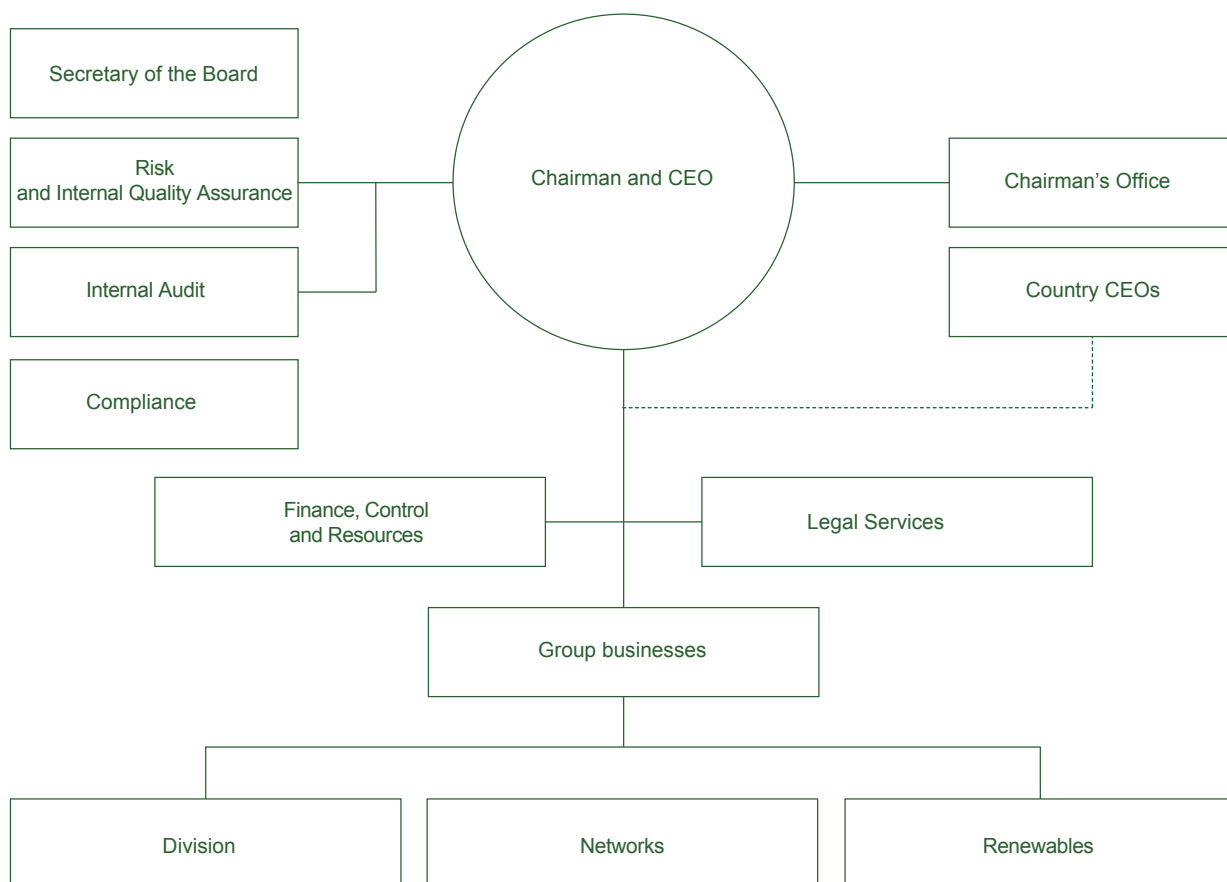 Secretary of the Board
Risk
and Internal Quality Assurance
Chairman and CEO
Chairman’s Office
Internal Audit
Country CEOs
Compliance
Finance, Control
and Resources
Legal Services
Group businesses
Division
Networks
Renewables